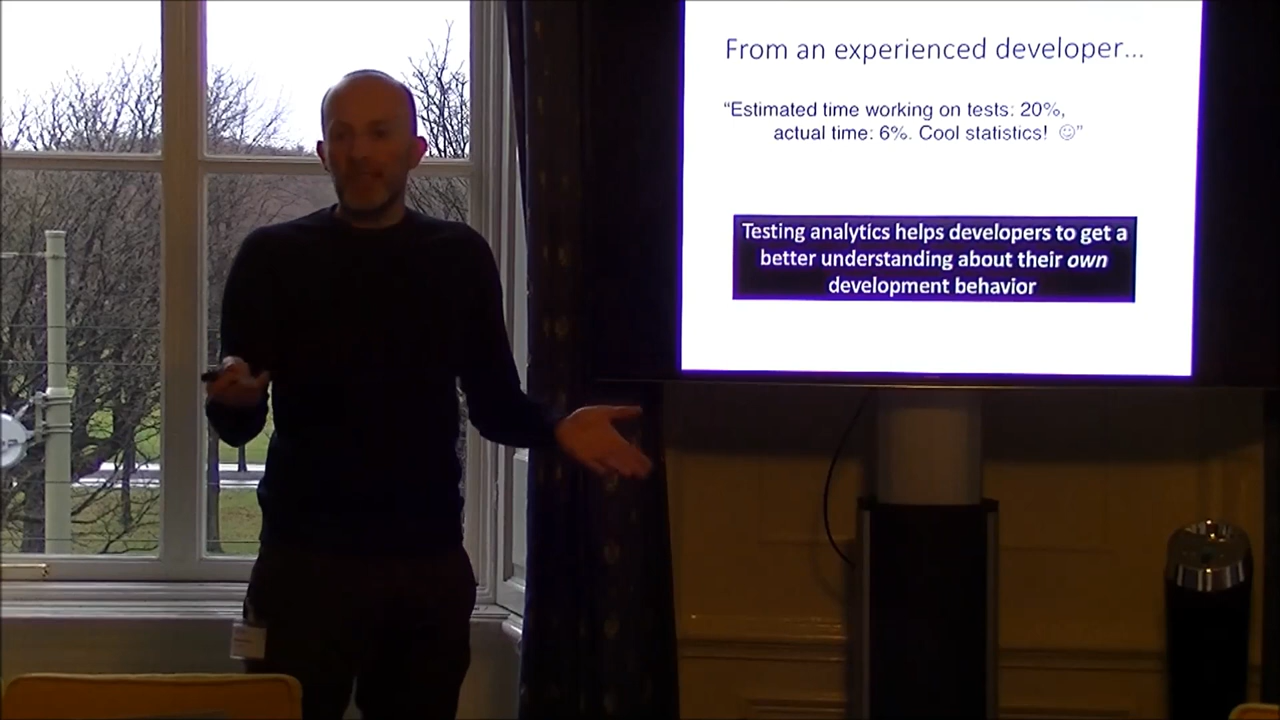 From an experienced developer...
“Estimated time working on tests: 20%,
actual time: 6%. Cool statistics! ☺”
Testing analytics helps developers to get a
better understanding about their own
development behavior